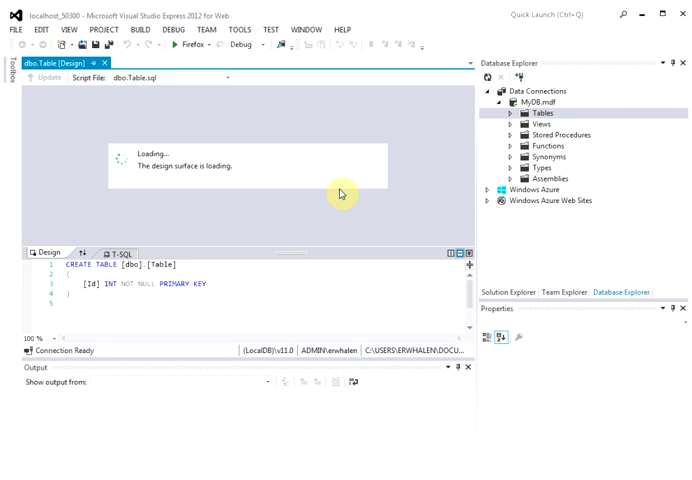 localhost_50300 - Microsoft Visual Studio Express 2012 for Web
Quick Launch (Ctrl+Q)
FILE EDIT VIEW PROJECT BUILD DEBUG TEAM TOOLS TEST WINDOW HELP
Firefox Debug
Toolbox
dbo.Table [Design]
Update Script File: dbo.Table.sql
Loading...
The design surface is loading.
Design T-SQL
1 CREATE TABLE [dbo].[Table]
2 (
3 [Id] INT NOT NULL PRIMARY KEY
4 )
5
100 %
Connection Ready (LocalDB)\v11.0 ADMIN\erwhalen C:\USERS\ERWHALEN\DOCU...
Output
Show output from:
Database Explorer
Data Connections
MyDB.mdf
Tables
Views
Stored Procedures
Functions
Synonyms
Types
Assemblies
Windows Azure
Windows Azure Web Sites
Solution Explorer Team Explorer Database Explorer
Properties